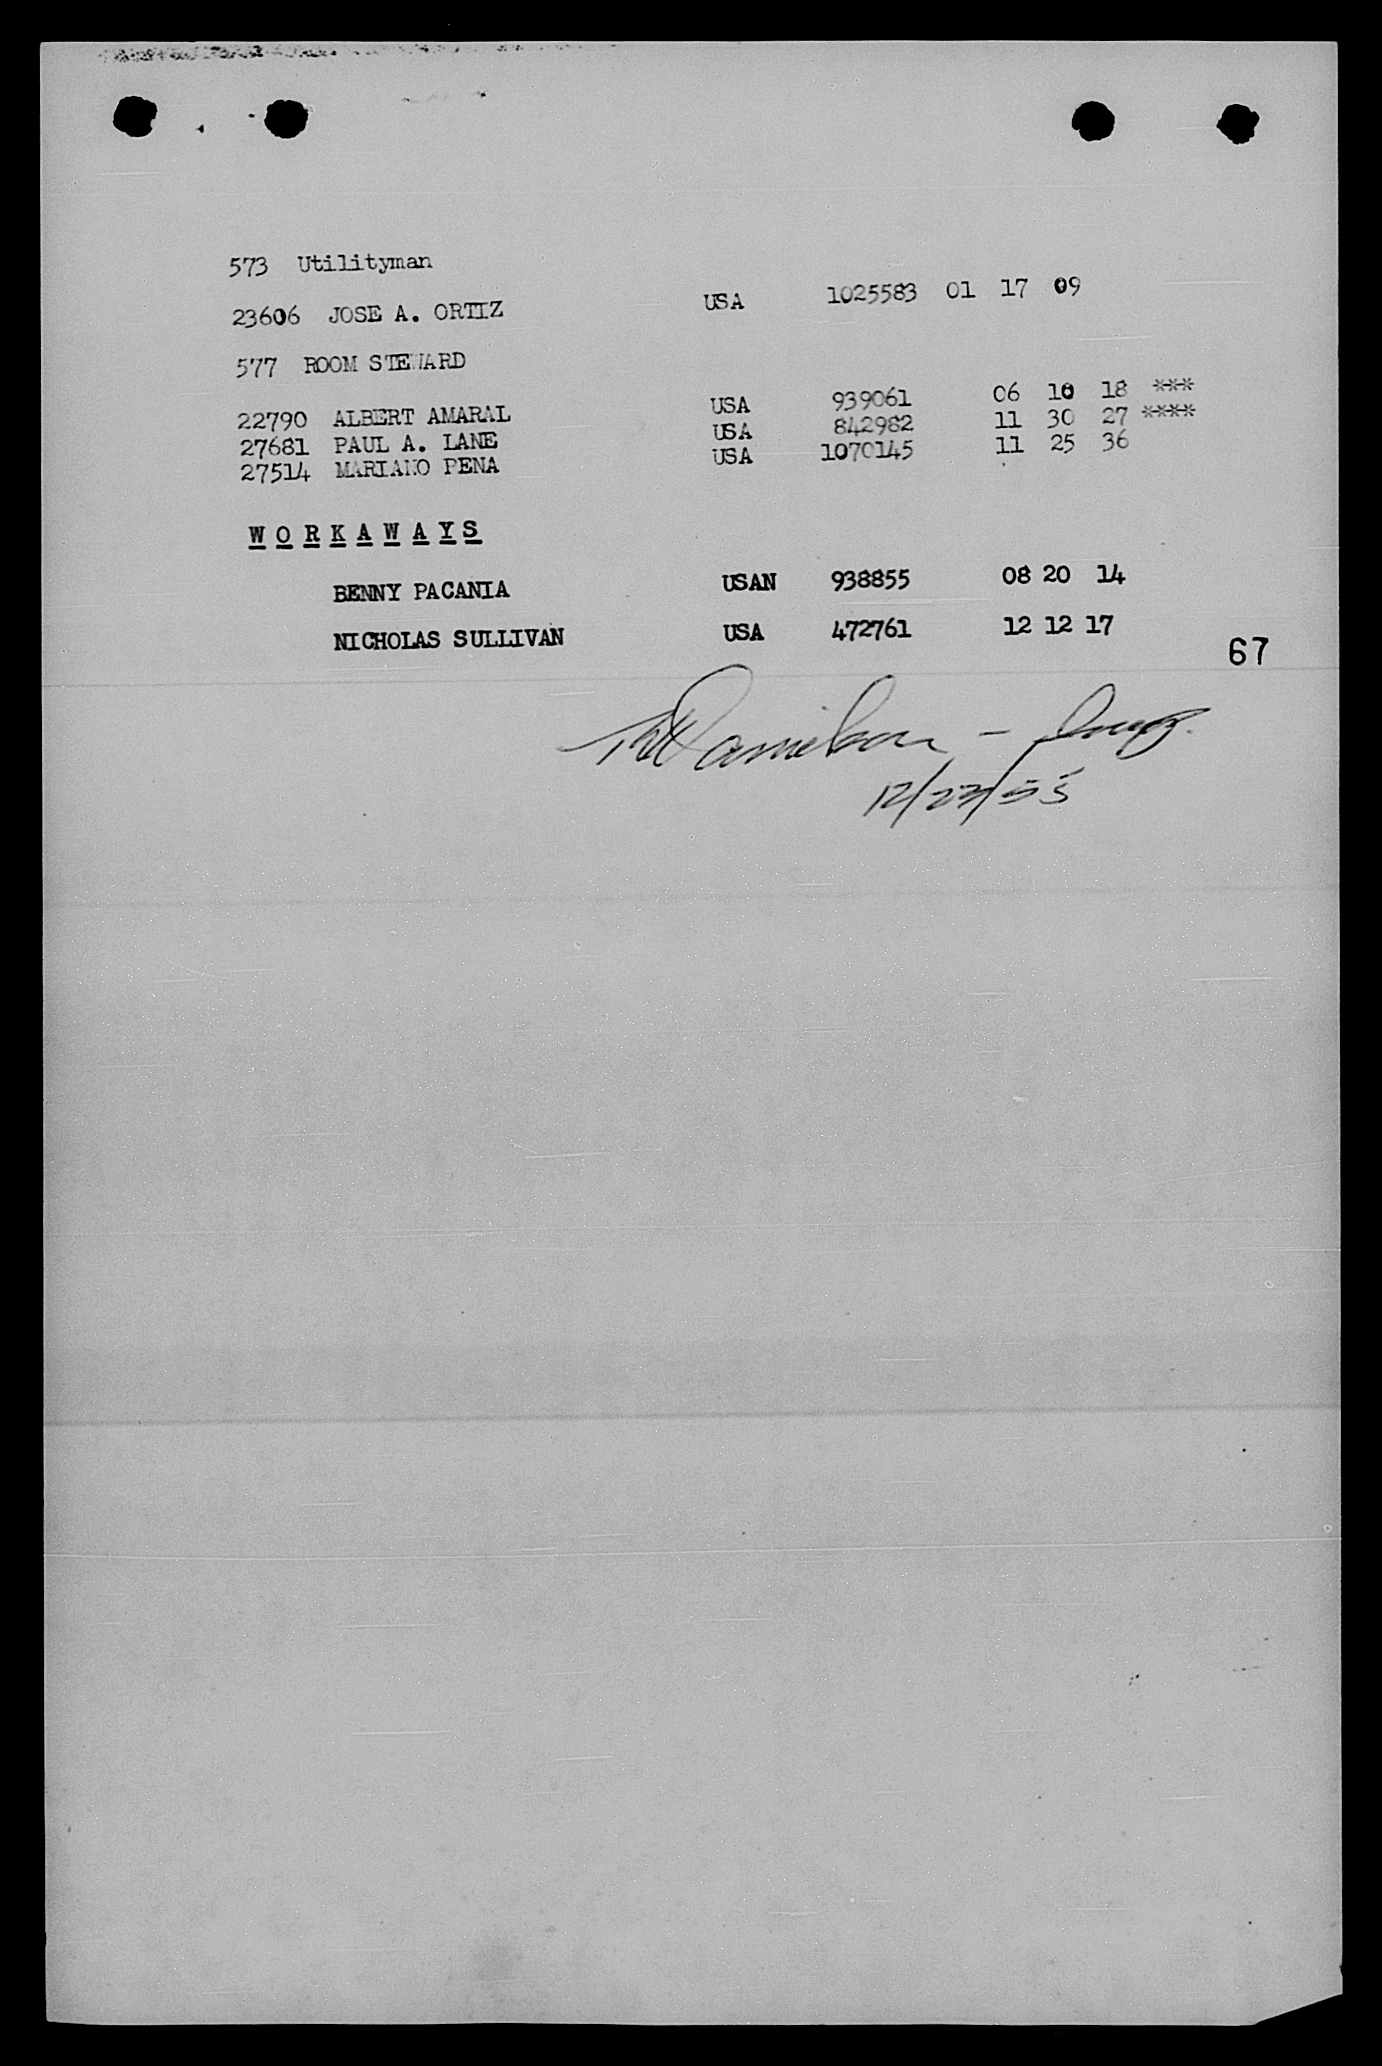 573 Utilityman
23606 JOSE A. ORTIZ USA 1025583 01 17 09
577 ROOM STEWARD
22790 ALBERT AMARAL USA 939061 06 10 18 ***
27681 PAUL A. LANE USA 842982 11 30 27 ****
27514 MARIANO PENA USA 1070145 11 25 36
WORKAWAYS
BENNY PACANIA USAN 938855 08 20 14
NICHOLAS SULLIVAN USA 472761 12 12 17
67
12/23/55